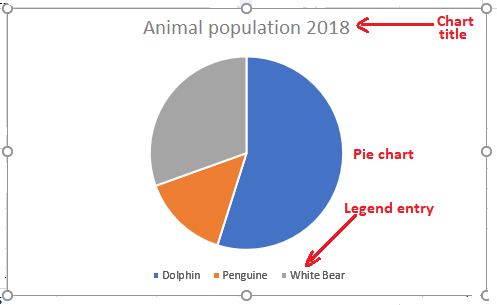 Animal population 2018
Chart
title
Pie chart
Legend entry
Dolphin Penguine White Bear